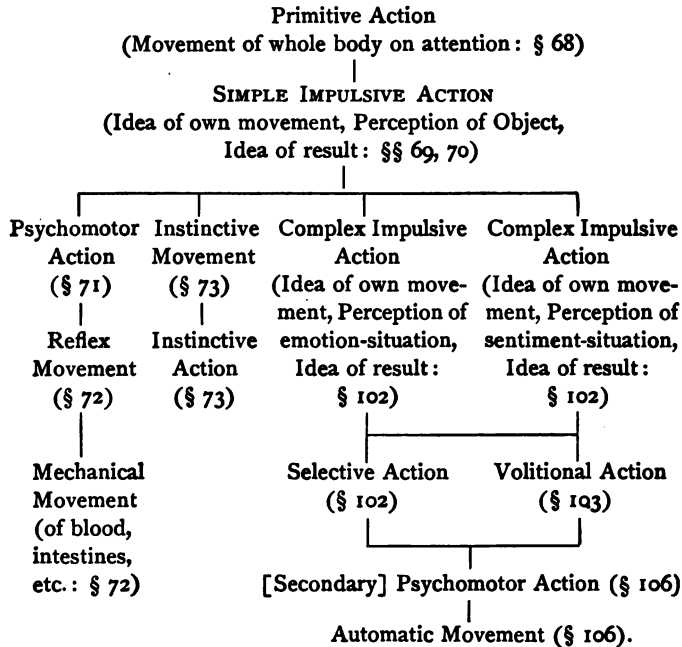 Primitive Action
(Movement of whole body on attention: § 68)
SIMPLE IMPULSIVE ACTION
(Idea of own movement, Perception of Object,
Idea of result: §§ 69, 70)
Psychomotor
Action
(§ 71)
Instinctive
Movement
(§ 73)
Complex Impulsive
Action
(Idea of own move-
ment, Perception of
emotion-situation,
Idea of result:
§ 102)
Complex Impulsive
Action
(Idea of own move-
ment, Perception of
sentiment-situation,
Idea of result:
§ 102)
Reflex
Movement
(§ 72)
Instinctive
Action
(§ 73)
Mechanical
Movement
(of blood,
intestines,
etc.: § 72)
Selective Action
(§ 102)
Volitional Action
(§ 103)
[Secondary] Psychomotor Action (§ 106)
Automatic Movement (§ 106).